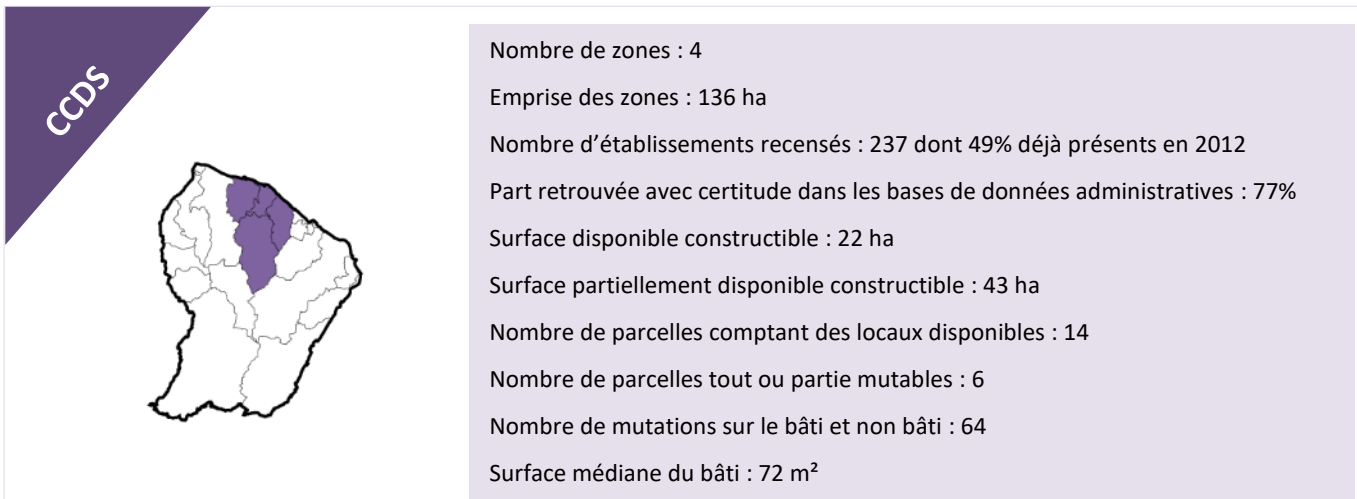 CCDS
Nombre de zones : 4
Emprise des zones : 136 ha
Nombre d’établissements recensés : 237 dont 49% déjà présents en 2012
Part retrouvée avec certitude dans les bases de données administratives : 77%
Surface disponible constructible : 22 ha
Surface partiellement disponible constructible : 43 ha
Nombre de parcelles comptant des locaux disponibles : 14
Nombre de parcelles tout ou partie mutables : 6
Nombre de mutations sur le bâti et non bâti : 64
Surface médiane du bâti : 72 m²